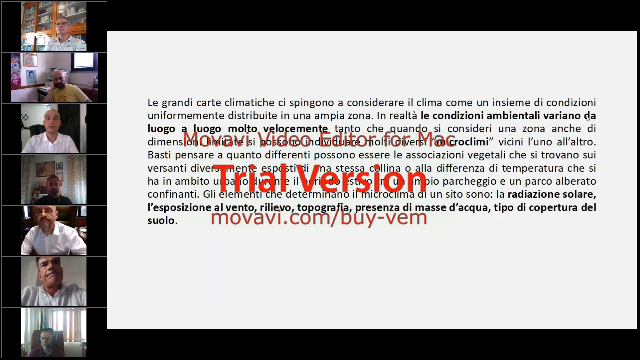 Le grandi carte climatiche ci spingono a considerare il clima come un insieme di condizioni
uniformemente distribuite in una ampia zona. In realtà le condizioni ambientali variano da
luogo a luogo molto velocemente tanto che quando si consideri una zona anche di
Movavi Video Editor for Mac
dimensioni limitate si possono individuare molti diversi "microclimi" vicini l'uno all'altro.
Basti pensare a quanto differenti possono essere le associazioni vegetali che si trovano sui
versanti diversamente esposti di una stessa collina o alla differenza di temperatura che si
Trial Version
ha in ambito urbano durante il periodo estivo tra un ampio parcheggio e un parco alberato
confinanti. Gli elementi che determinano il microclima di un sito sono: la radiazione solare,
l'esposizione al vento, rilievo, topografia, presenza di masse d'acqua, tipo di copertura del
movavi.com/buy-vem
suolo.